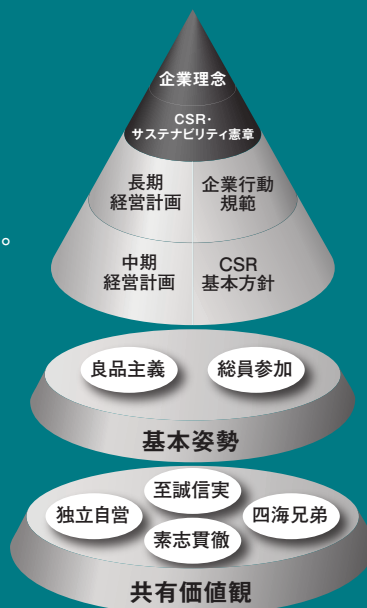 企業理念
CSR・
サステナビリティ憲章
長期
経営計画
企業行動
規範
。
中期
経営計画
CSR
基本方針
良品主義
総員参加
基本姿勢
至誠信実
独立自営
四海兄弟
素志貫徹
共有価値観